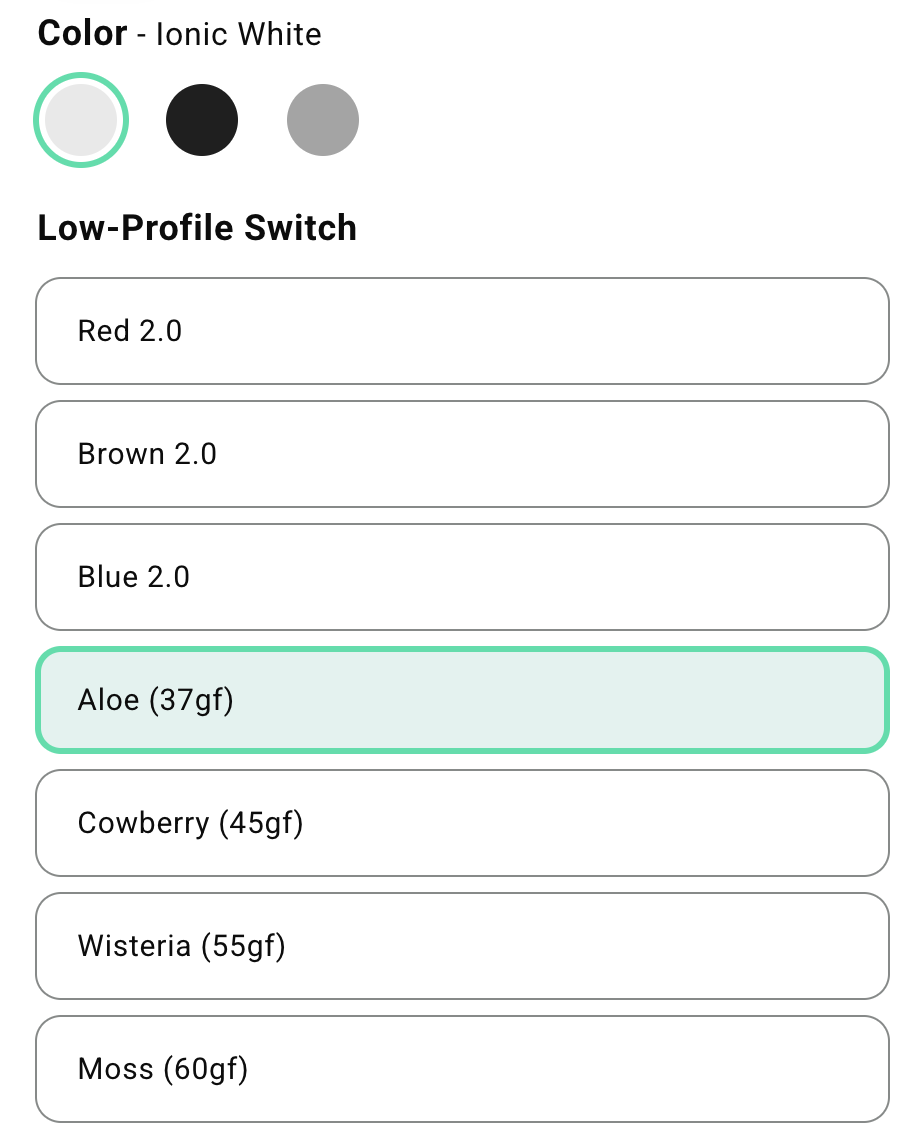 Color - Ionic White
Low-Profile Switch
Red 2.0
Brown 2.0
Blue 2.0
Aloe (37gf)
Cowberry (45gf)
Wisteria (55gf)
Moss (60gf)